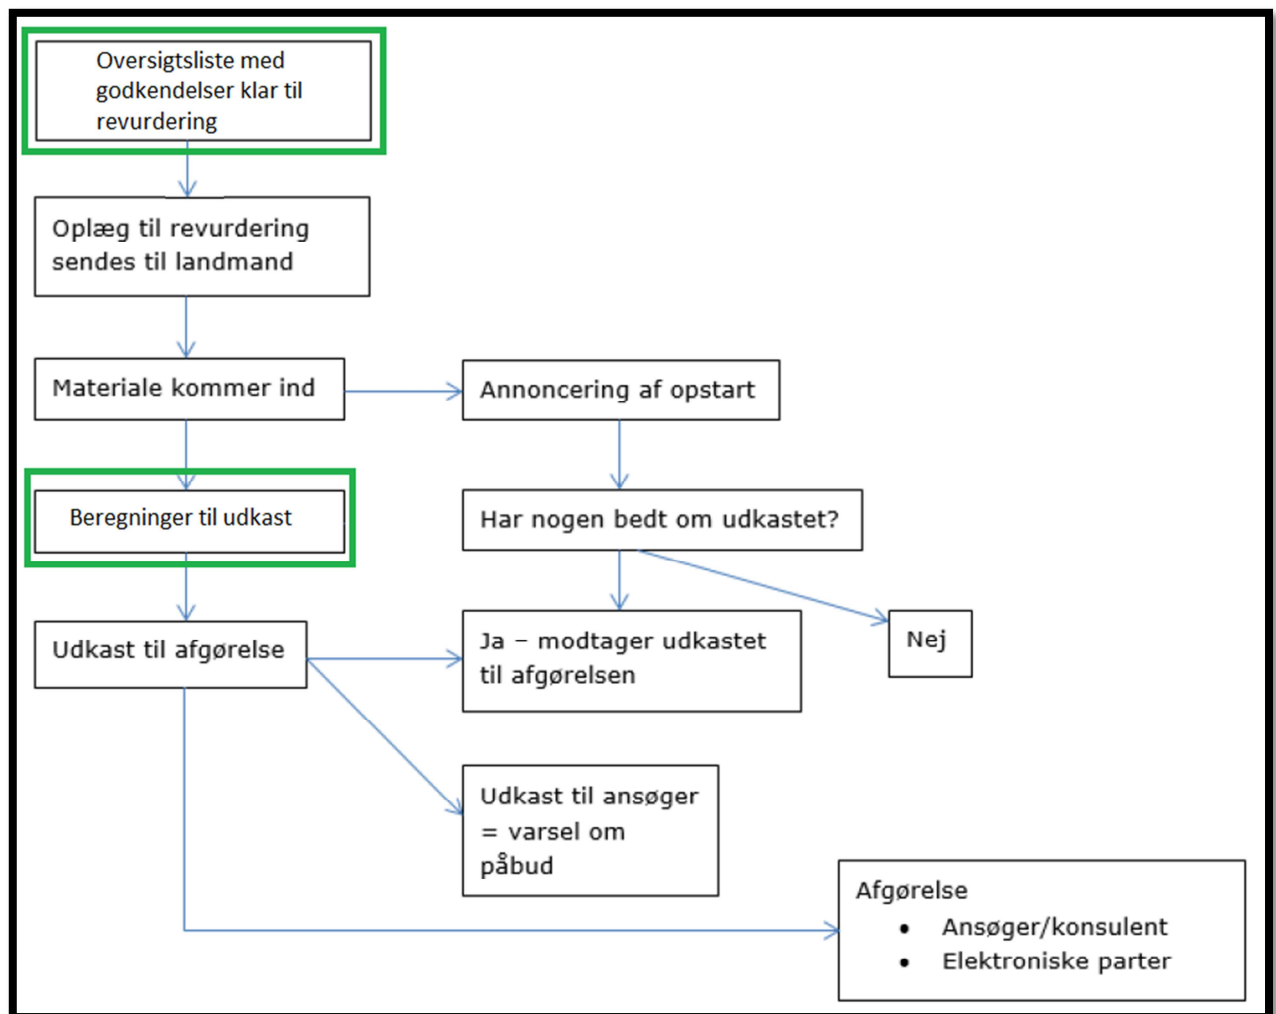 Oversigtsliste med
godkendelser klar til
revurdering
Oplæg til revurdering
sendes til landmand
Materiale kommer ind
Annoncering af opstart
Beregninger til udkast
Har nogen bedt om udkastet?
Udkast til afgørelse
Ja – modtager udkastet
til afgørelsen
Nej
Udkast til ansøger
= varsel om
påbud
Afgørelse
• Ansøger/konsulent
• Elektroniske parter